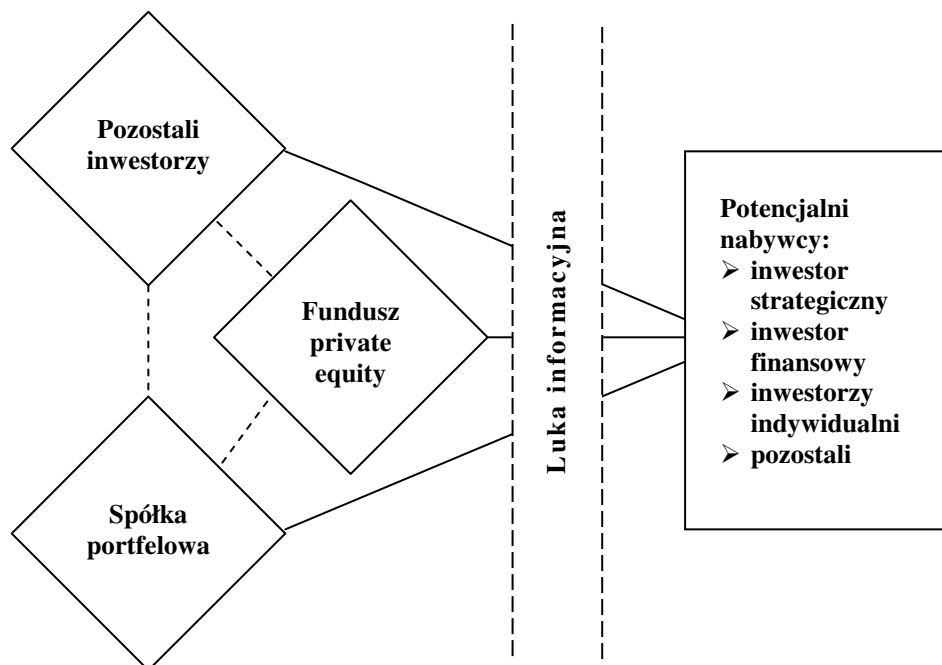 Pozostali
inwestorzy
Fundusz
private
equity
Spółka
portfelowa
Luka informacyjna
Potencjalni
nabywcy:
➢ inwestor
strategiczny
➢ inwestor
finansowy
➢ inwestorzy
indywidualni
➢ pozostali